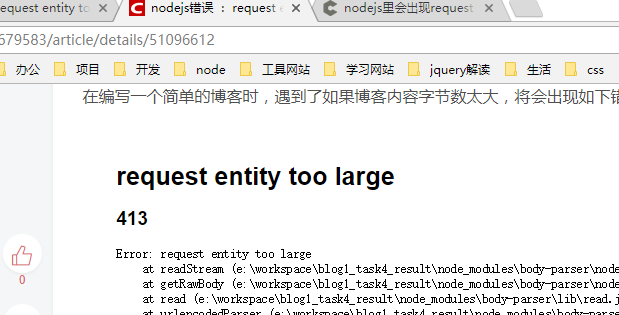 equest entity to
nodejs错误 : request e
nodejs里会出现request
679583/article/details/51096612
办公 项目 开发 node 工具网站 学习网站 jquery解读 生活 css
在编写一个简单的博客时，遇到了如果博客内容字节数太大，将会出现如下错
request entity too large
413
Error: request entity too large
at readStream (e:\workspace\blog1_task4_result\node_modules\body-parser\node
at getRawBody (e:\workspace\blog1_task4_result\node_modules\body-parser\node
at read (e:\workspace\blog1_task4_result\node_modules\body-parser\lib\read.j
at urlencodedParser (e:\workspace\blog1_task4_result\node_modules\body-parse
0